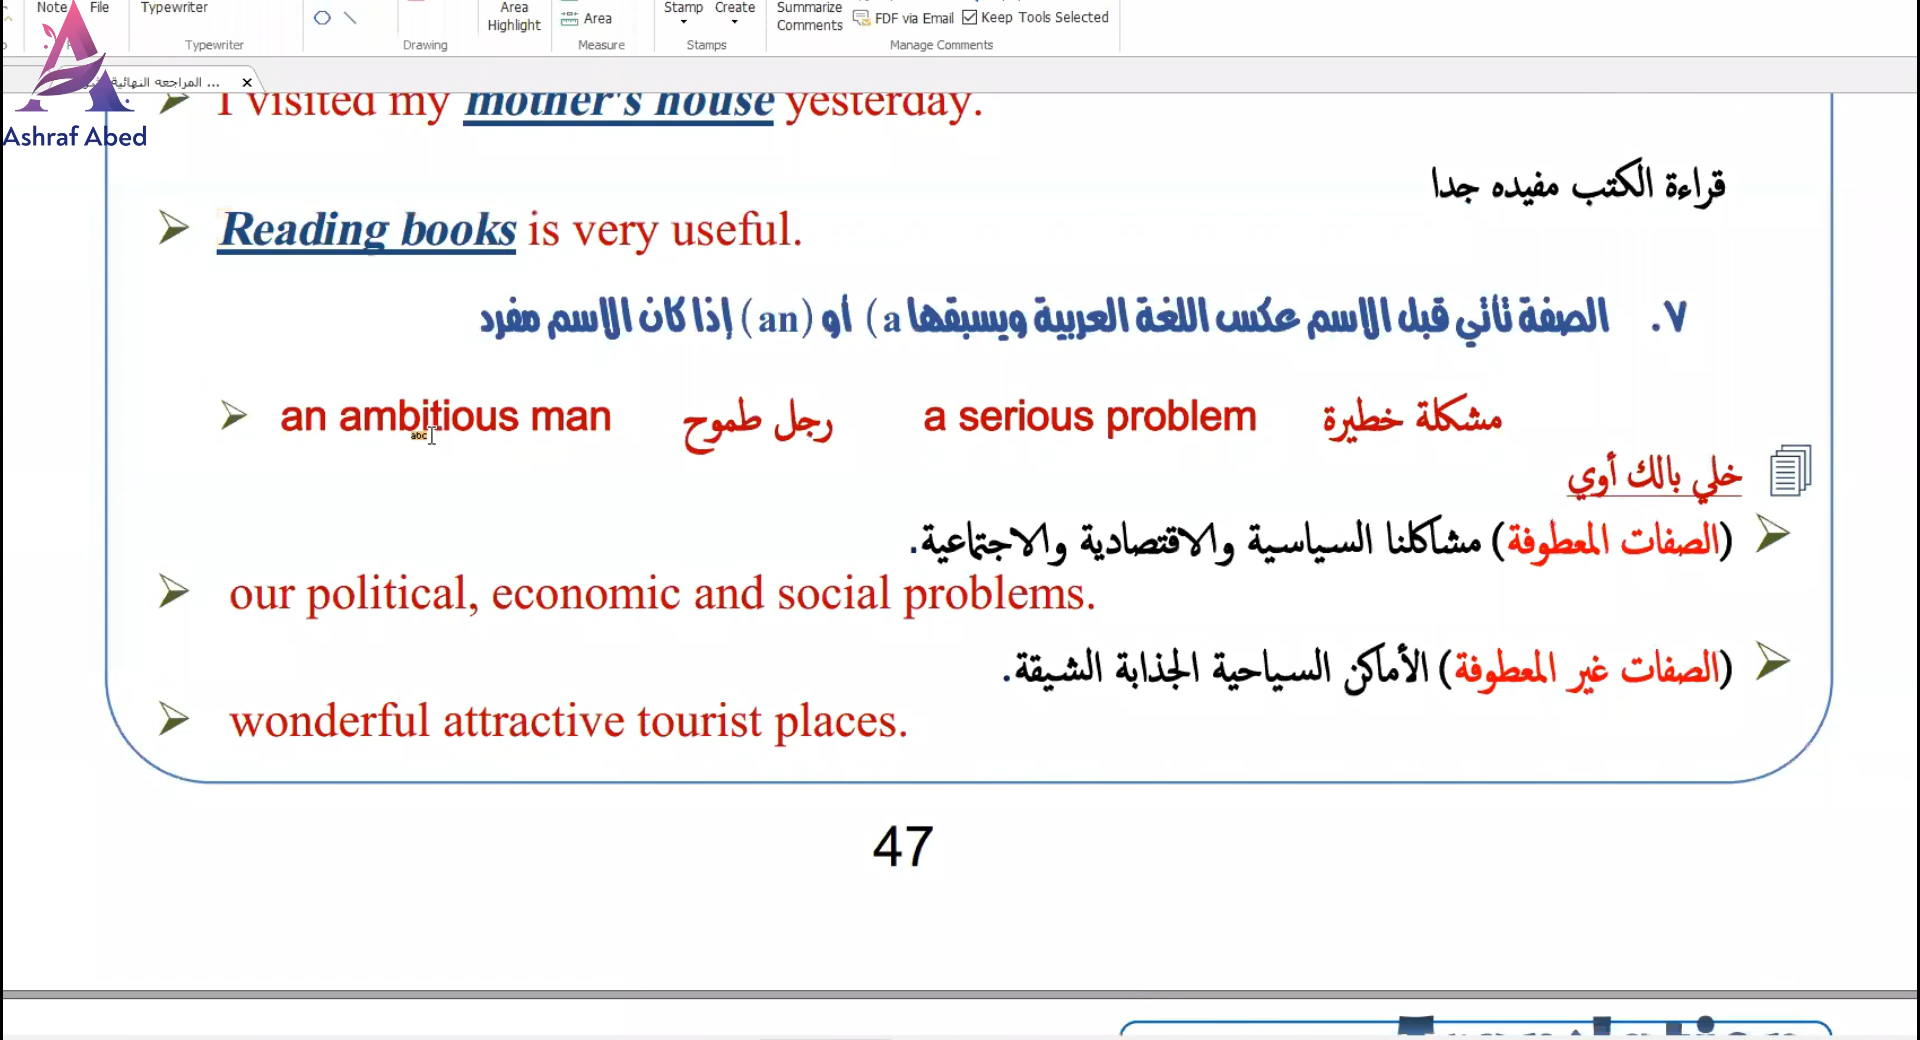 Note File Typewriter Area Highlight Area Stamp Create Summarize Comments FDF via Email Keep Tools Selected
Typewriter Drawing Measure Stamps Manage Comments
المراجعه النهائية ...
Ashraf Abed
I visited my mother's house yesterday.
قراءة الكتب مفيده جدا
Reading books is very useful.
٧. الصفة تأتي قبل الاسم عكس اللغة العربية ويسبقها a) أو (an) إذا كان الاسم مفرد
an ambitious man رجل طموح a serious problem مشكلة خطيرة
خلي بالك أوي
(الصفات المعطوفة) مشاكلنا السياسية والاقتصادية والاجتماعية.
our political, economic and social problems.
(الصفات غير المعطوفة) الأماكن السياحية الجذابة الشيقة.
wonderful attractive tourist places.
47